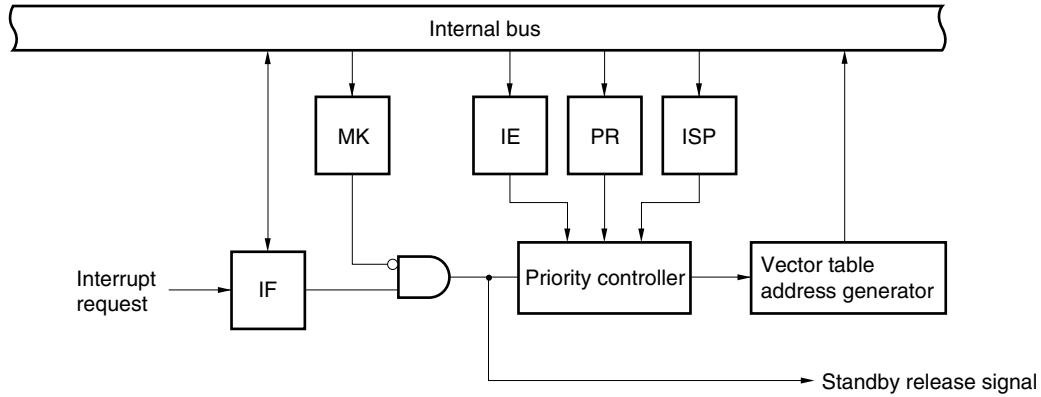 Internal bus
MK
IE
PR
ISP
Interrupt
request
IF
Priority controller
Vector table
address generator
Standby release signal